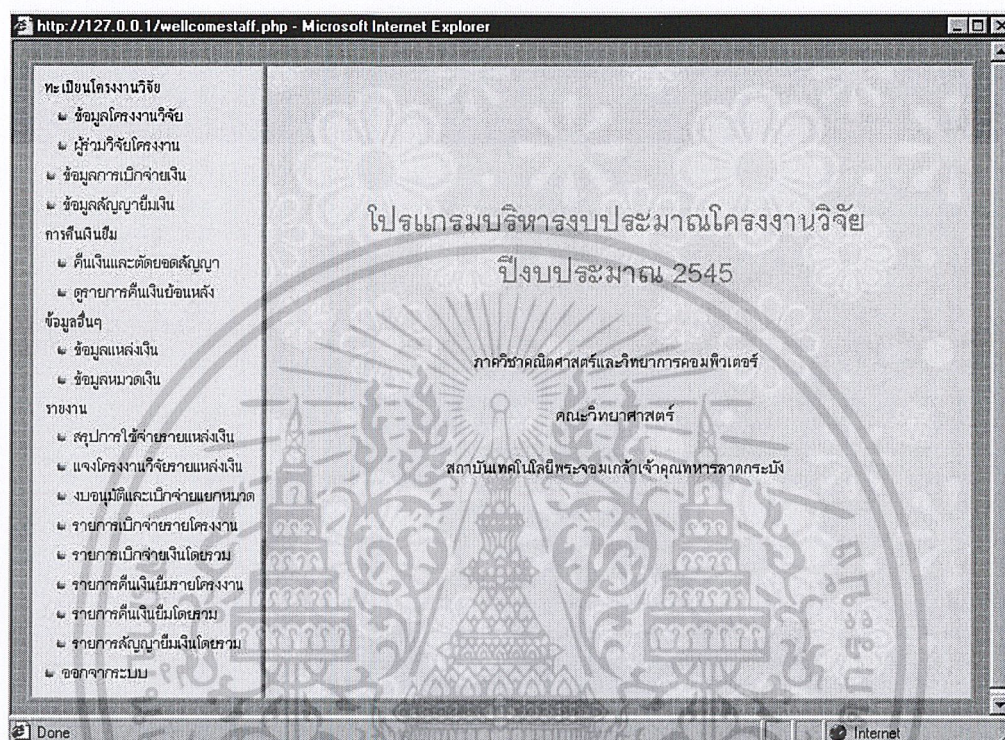 http://127.0.0.1/wellcomestaff.php - Microsoft Internet Explorer
ทะเบียนโครงงานวิจัย
ข้อมูลโครงงานวิจัย
ผู้ร่วมวิจัยโครงงาน
ข้อมูลการเบิกจ่ายเงิน
ข้อมูลสัญญายืมเงิน
การคืนเงินยืม
คืนเงินและตัดยอดสัญญา
ดูรายการคืนเงินย้อนหลัง
ข้อมูลอื่นๆ
ข้อมูลแหล่งเงิน
ข้อมูลหมวดเงิน
รายงาน
สรุปการใช้จ่ายรายแหล่งเงิน
แจงโครงงานวิจัยรายแหล่งเงิน
งบอนุมัติและเบิกจ่ายแยกหมวด
รายการเบิกจ่ายรายโครงงาน
รายการเบิกจ่ายเงินโดยรวม
รายการคืนเงินยืมรายโครงงาน
รายการคืนเงินยืมโดยรวม
รายการสัญญายืมเงินโดยรวม
ออกจากระบบ
โปรแกรมบริหารงบประมาณโครงงานวิจัย
ปีงบประมาณ 2545
ภาควิชาคณิตศาสตร์และวิทยาการคอมพิวเตอร์
คณะวิทยาศาสตร์
สถาบันเทคโนโลยีพระจอมเกล้าเจ้าคุณทหารลาดกระบัง
Done
Internet